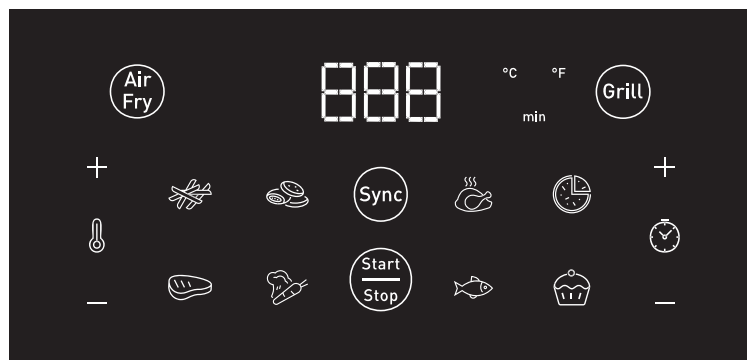 Air
Fry
888
°C °F
min
Grill
+
+
Sync
Start
Stop
−
−